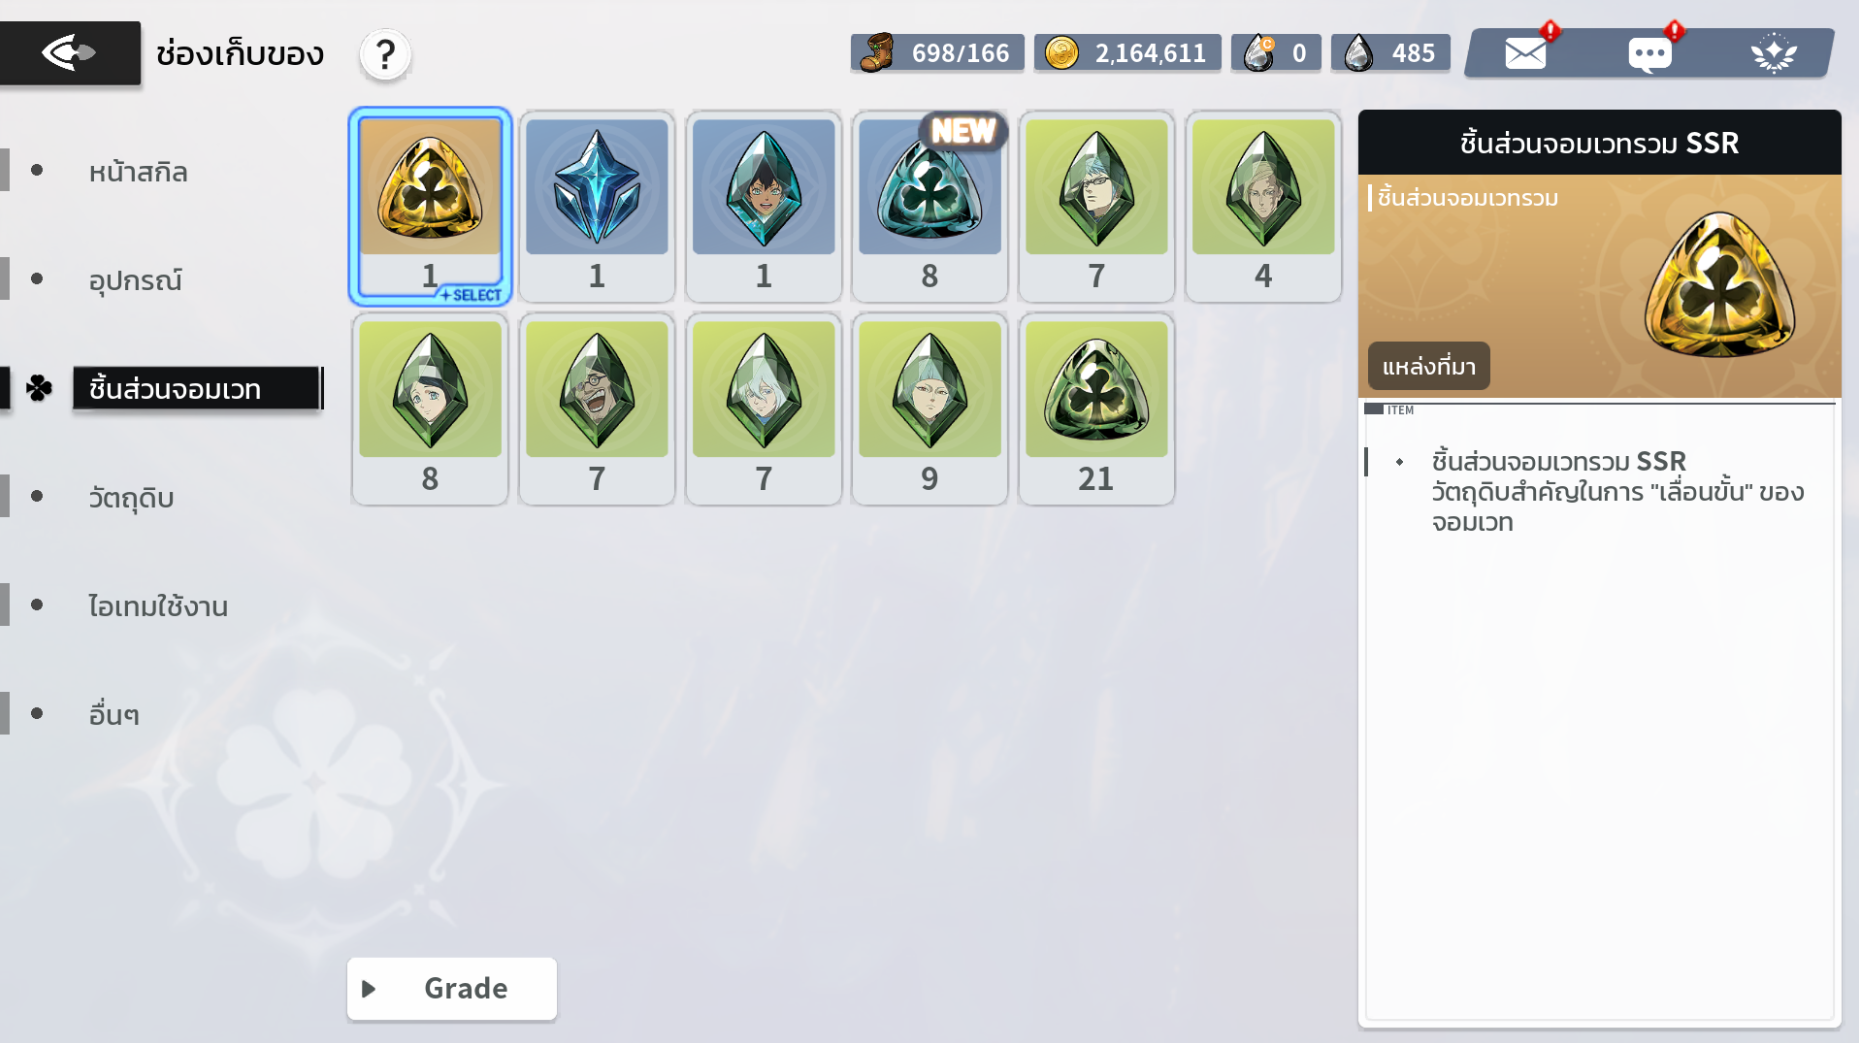 ช่องเก็บของ
?
698/166
2,164,611
0
485
หน้าสกิล
อุปกรณ์
ชิ้นส่วนจอมเวท
วัตถุดิบ
ไอเทมใช้งาน
อื่นๆ
NEW
1
SELECT
1
1
8
7
4
8
7
7
9
21
Grade
ชิ้นส่วนจอมเวทรวม SSR
ชิ้นส่วนจอมเวทรวม
แหล่งที่มา
ITEM
ชิ้นส่วนจอมเวทรวม SSR
วัตถุดิบสำคัญในการ "เลื่อนขั้น" ของ
จอมเวท